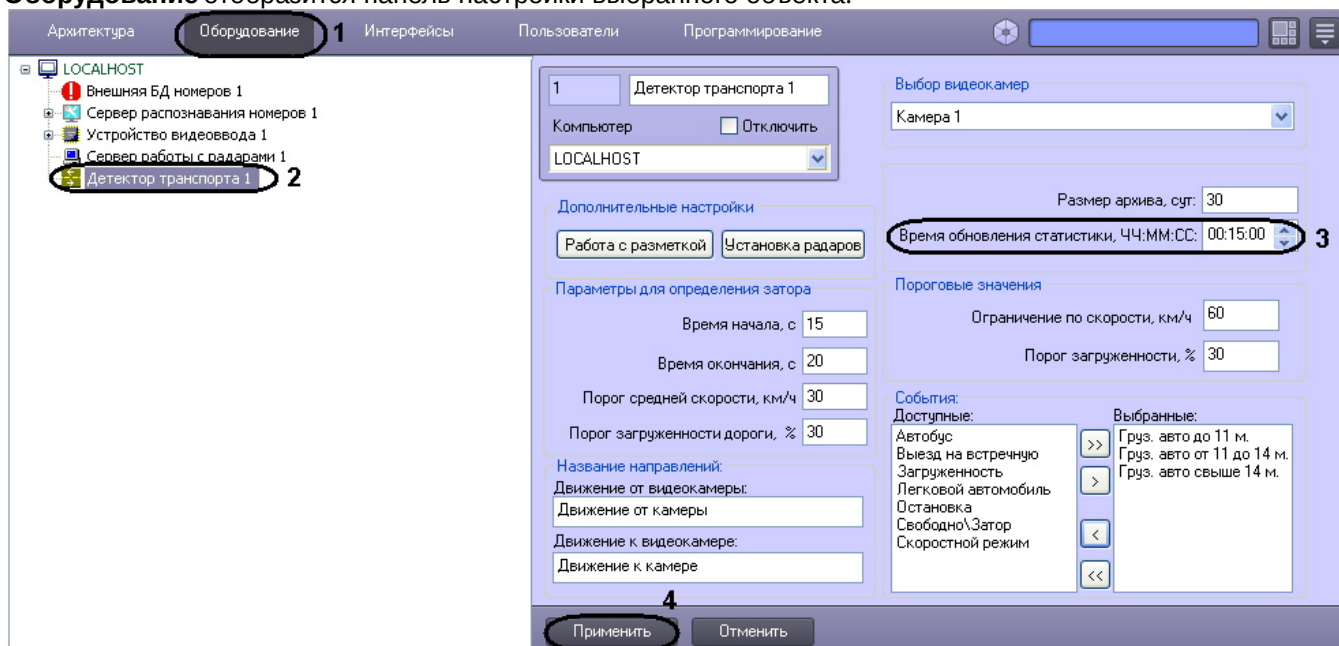 Оборудование отобразится панель настройки выбранного объекта.
Архитектура Оборудование 1 Интерфейсы Пользователи Программирование
LOCALHOST
Внешняя БД номеров 1
Сервер распознавания номеров 1
Устройство видеоввода 1
Сервер работы с радарами 1
Детектор транспорта 1 2
1 Детектор транспорта 1
Компьютер Отключить
LOCALHOST
Дополнительные настройки
Работа с разметкой Установка радаров
Параметры для определения затора
Время начала, с 15
Время окончания, с 20
Порог средней скорости, км/ч 30
Порог загруженности дороги, % 30
Название направлений:
Движение от видеокамеры:
Движение от камеры
Движение к видеокамере:
Движение к камере
Выбор видеокамер
Камера 1
Размер архива, сут: 30
Время обновления статистики, ЧЧ:ММ:СС: 00:15:00 3
Пороговые значения
Ограничение по скорости, км/ч 60
Порог загруженности, % 30
События:
Доступные: Выбранные:
Автобус
Выезд на встречную
Загруженность
Легковой автомобиль
Остановка
Свободно\Затор
Скоростной режим
>>
>
<
<<
Груз. авто до 11 м.
Груз. авто от 11 до 14 м.
Груз. авто свыше 14 м.
4
Применить Отменить